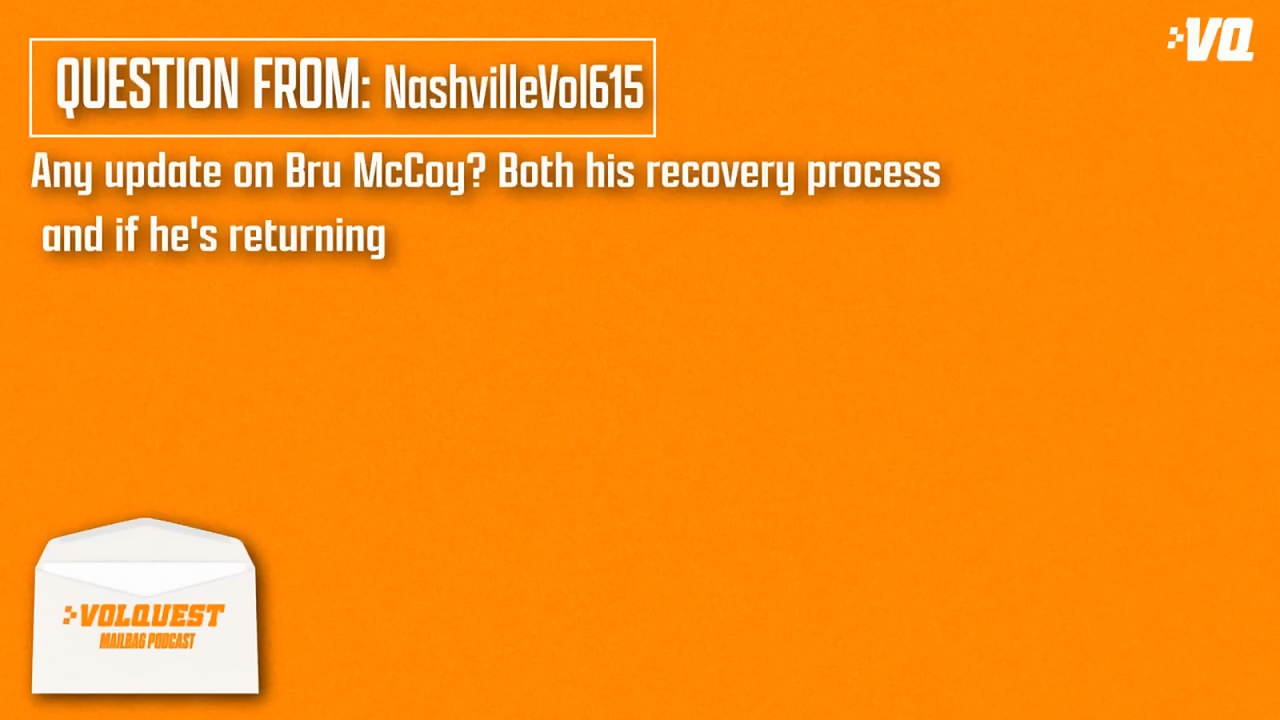 VQ
QUESTION FROM: NashvilleVol615
Any update on Bru McCoy? Both his recovery process
and if he's returning
VOLQUEST
MAILBAG PODCAST